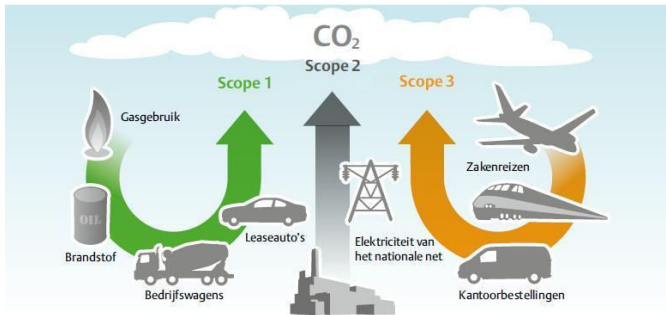 CO2
Scope 2
Scope 1
Scope 3
Gasgebruik
Zakenreizen
OIL
Leaseauto's
Elektriciteit van
het nationale net
Brandstof
Bedrijfswagens
Kantoorbestellingen